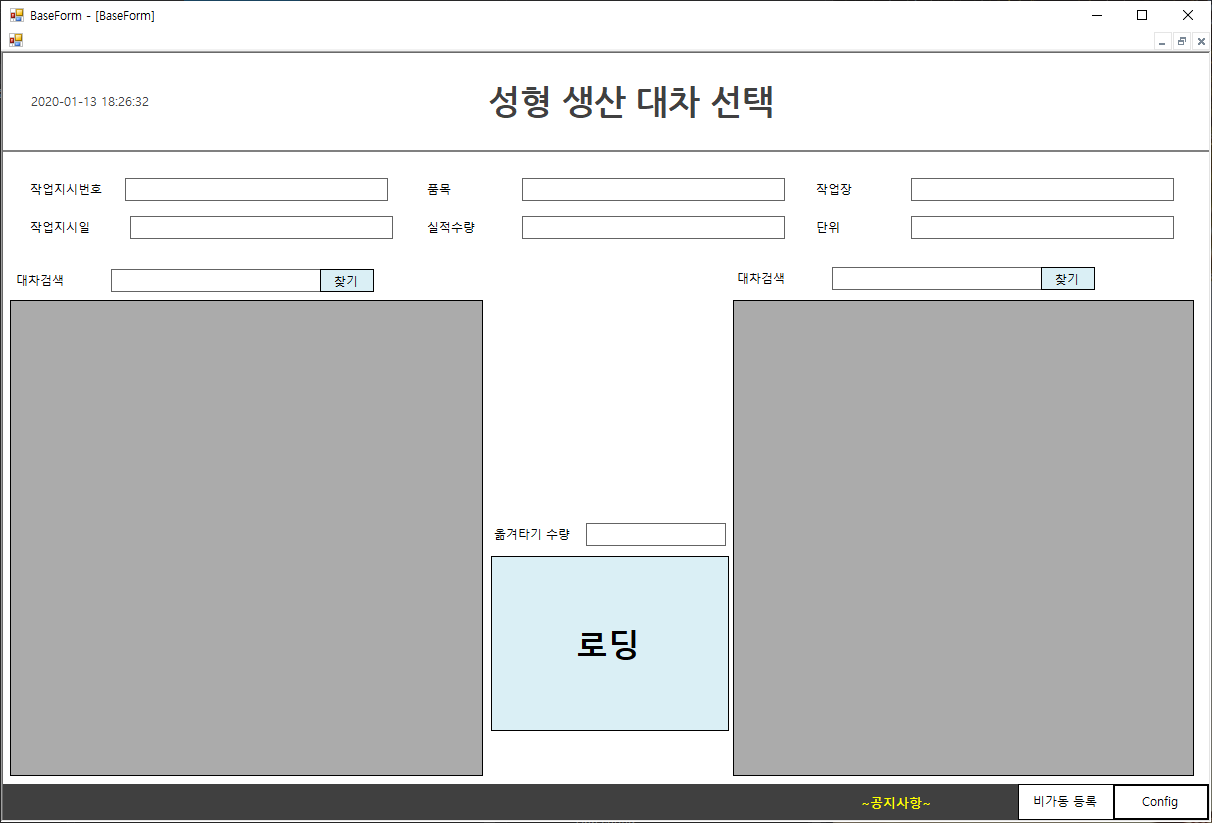 BaseForm - [BaseForm]
2020-01-13 18:26:32
성형 생산 대차 선택
작업지시번호 품목 작업장
작업지시일 실적수량 단위
대차검색 찾기 대차검색 찾기
옮겨타기 수량
로딩
~공지사항~ 비가동 등록 Config